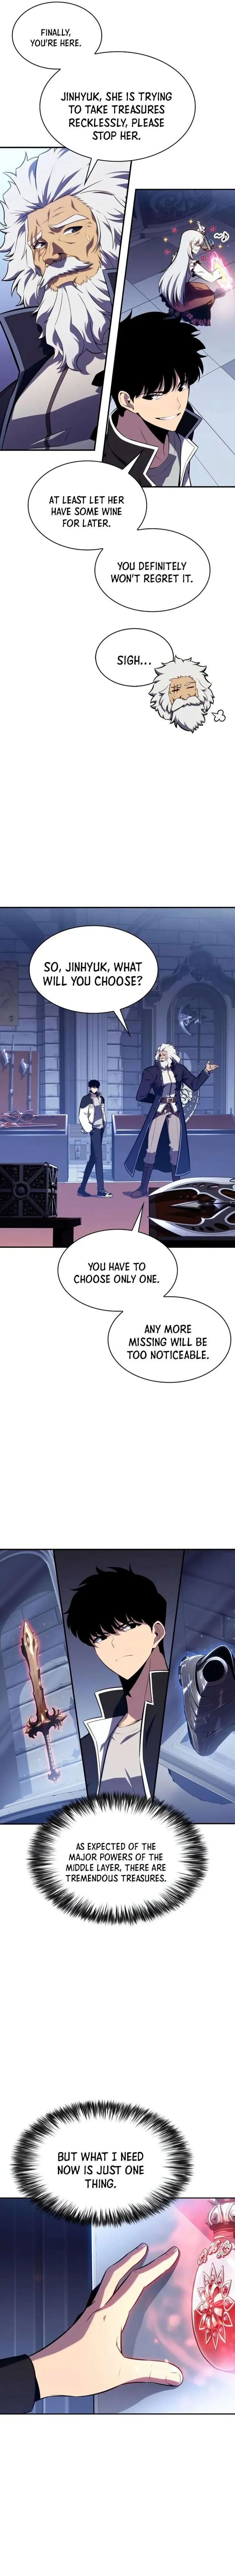 FINALLY,
YOU'RE HERE.
JINHYUK, SHE IS TRYING
TO TAKE TREASURES
RECKLESSLY, PLEASE
STOP HER.
AT LEAST LET HER
HAVE SOME WINE
FOR LATER.
YOU DEFINITELY
WON'T REGRET IT.
SIGH...
SO, JINHYUK, WHAT
WILL YOU CHOOSE?
YOU HAVE TO
CHOOSE ONLY ONE.
ANY MORE
MISSING WILL BE
TOO NOTICEABLE.
AS EXPECTED OF THE
MAJOR POWERS OF THE
MIDDLE LAYER, THERE ARE
TREMENDOUS TREASURES.
BUT WHAT I NEED
NOW IS JUST ONE
THING.